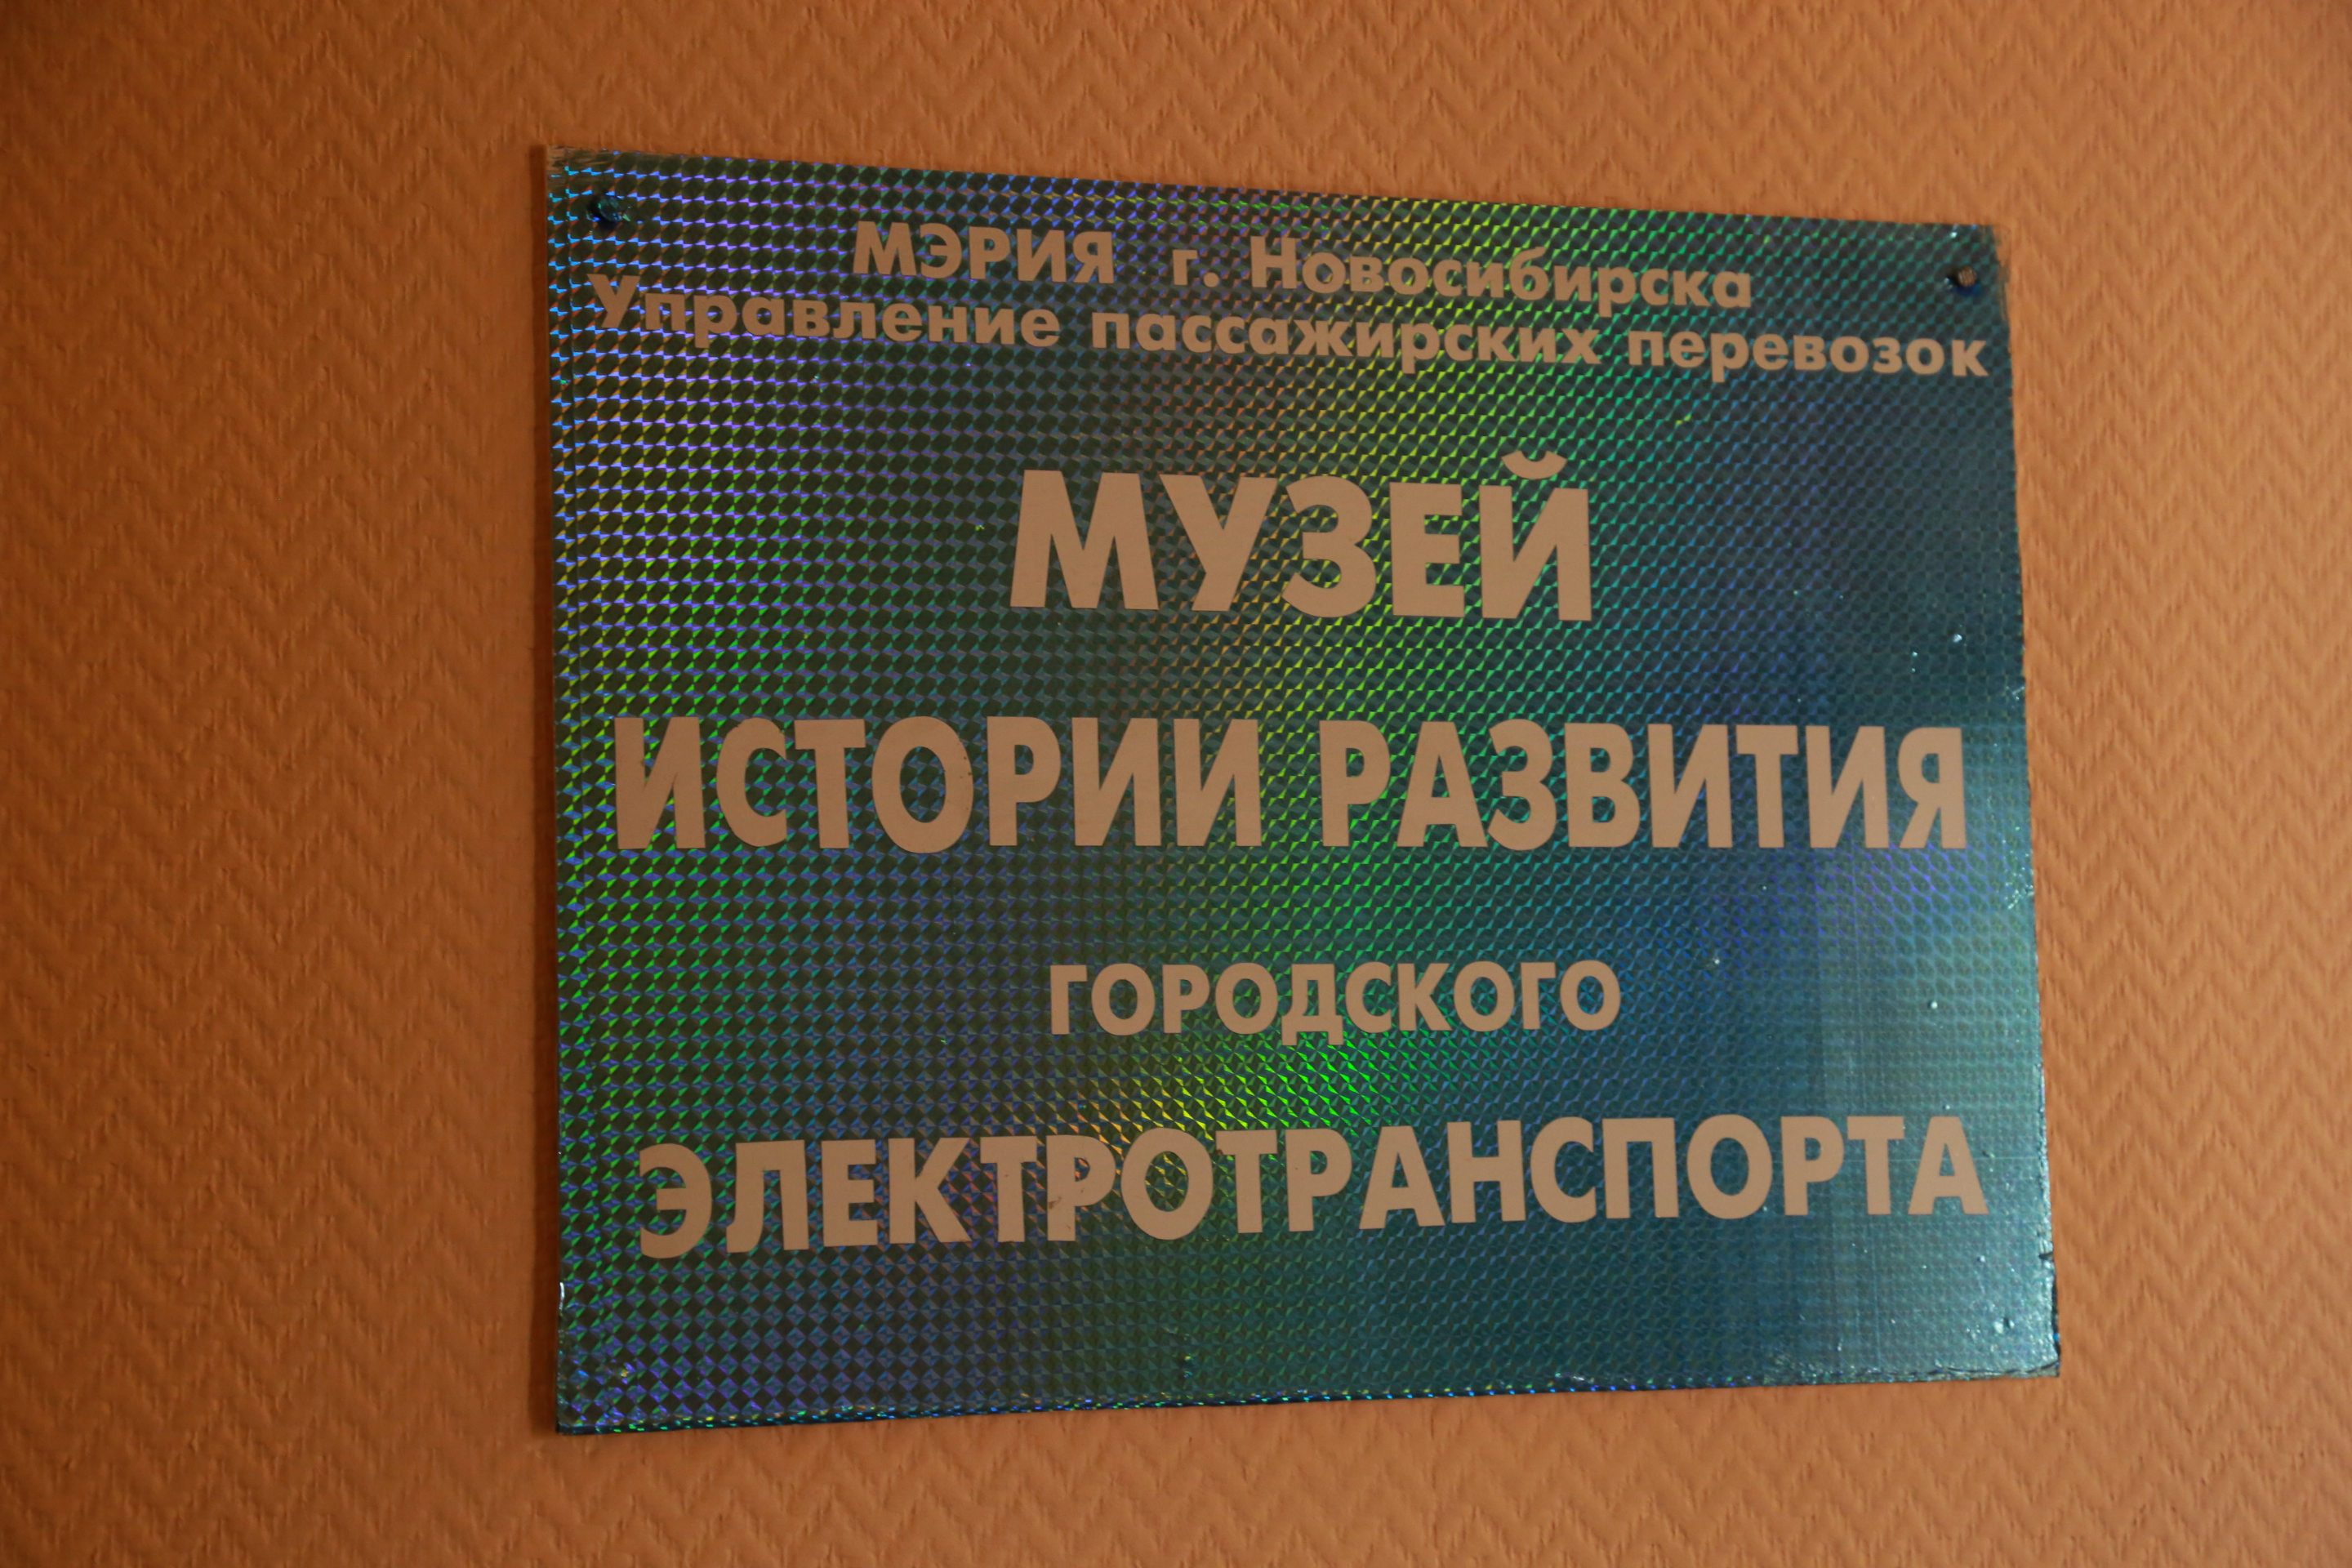 МЭРИЯ г. Новосибирска
Управление пассажирских перевозок
МУЗЕЙ
ИСТОРИИ РАЗВИТИЯ
ГОРОДСКОГО
ЭЛЕКТРОТРАНСПОРТА